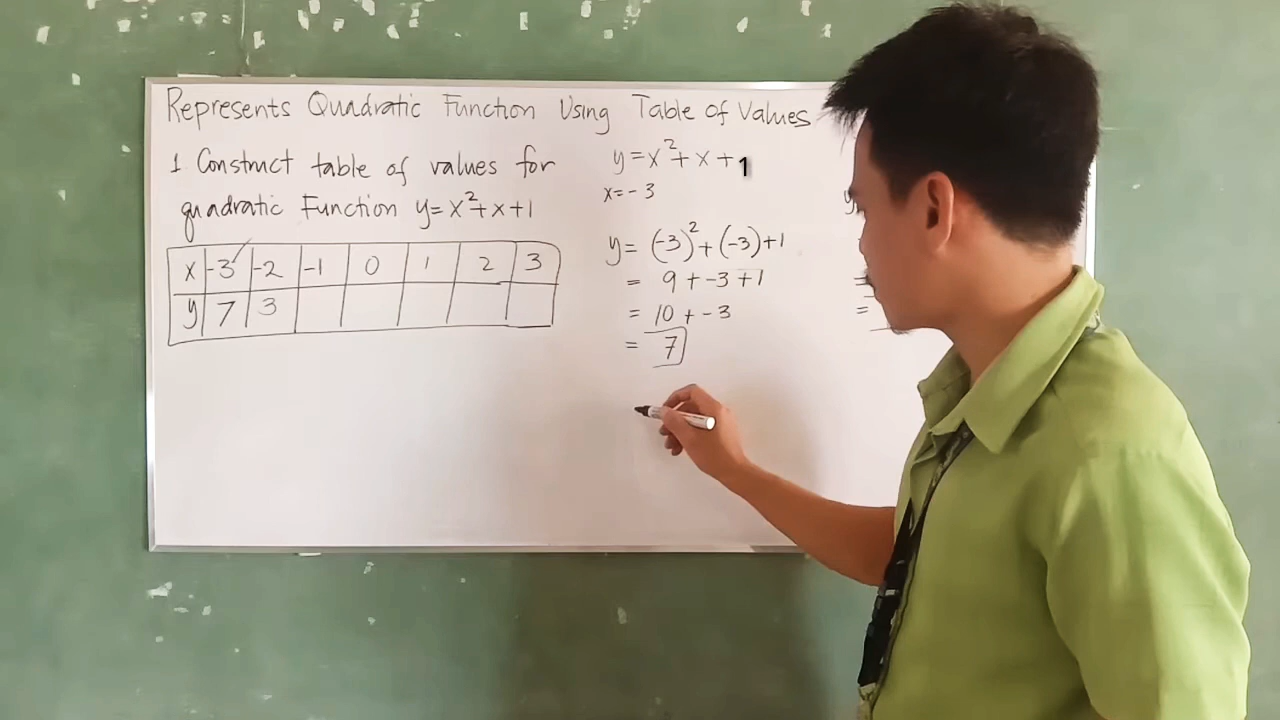 Represents Quadratic Function Using Table of Values
1. Construct table of values for
quadratic Function y=x²+x+1
x -3 -2 -1 0 1 2 3
y 7 3
y=x²+x+1
x=-3
y= (-3)²+(-3)+1
= 9+-3+1
= 10+-3
= 7
y
=
=